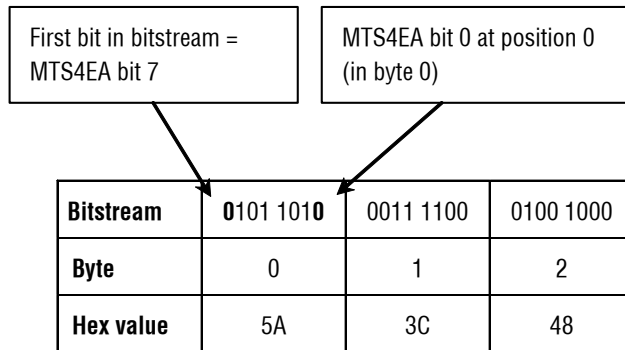 First bit in bitstream =
MTS4EA bit 7
MTS4EA bit 0 at position 0
(in byte 0)
Bitstream 0101 1010 0011 1100 0100 1000
Byte 0 1 2
Hex value 5A 3C 48